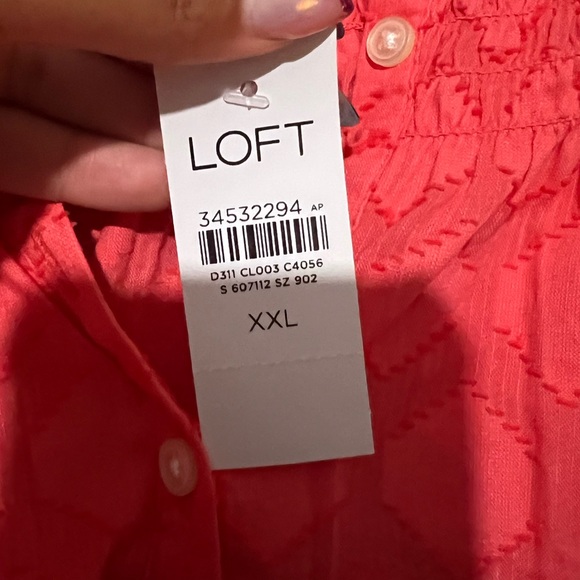 LOFT
34532294 AP
D311 CL003 C4056
S 607112 SZ 902
XXL